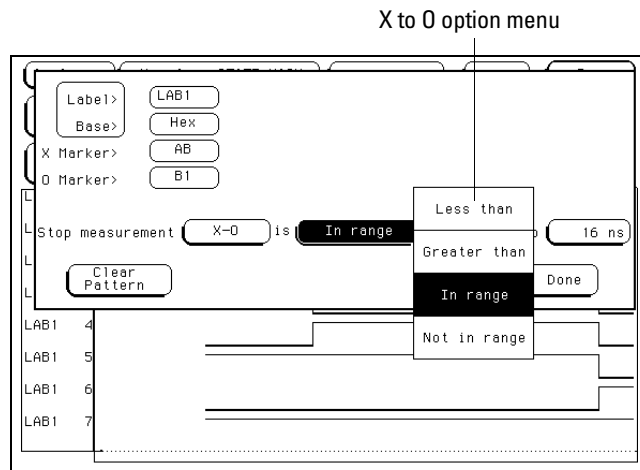 X to O option menu
Label> LAB1
Base> Hex
X Marker> AB
O Marker> B1
Less than
Stop measurement X-O is In range 16 ns
Greater than
Clear
Pattern
Done
In range
Not in range
LAB1 4
LAB1 5
LAB1 6
LAB1 7